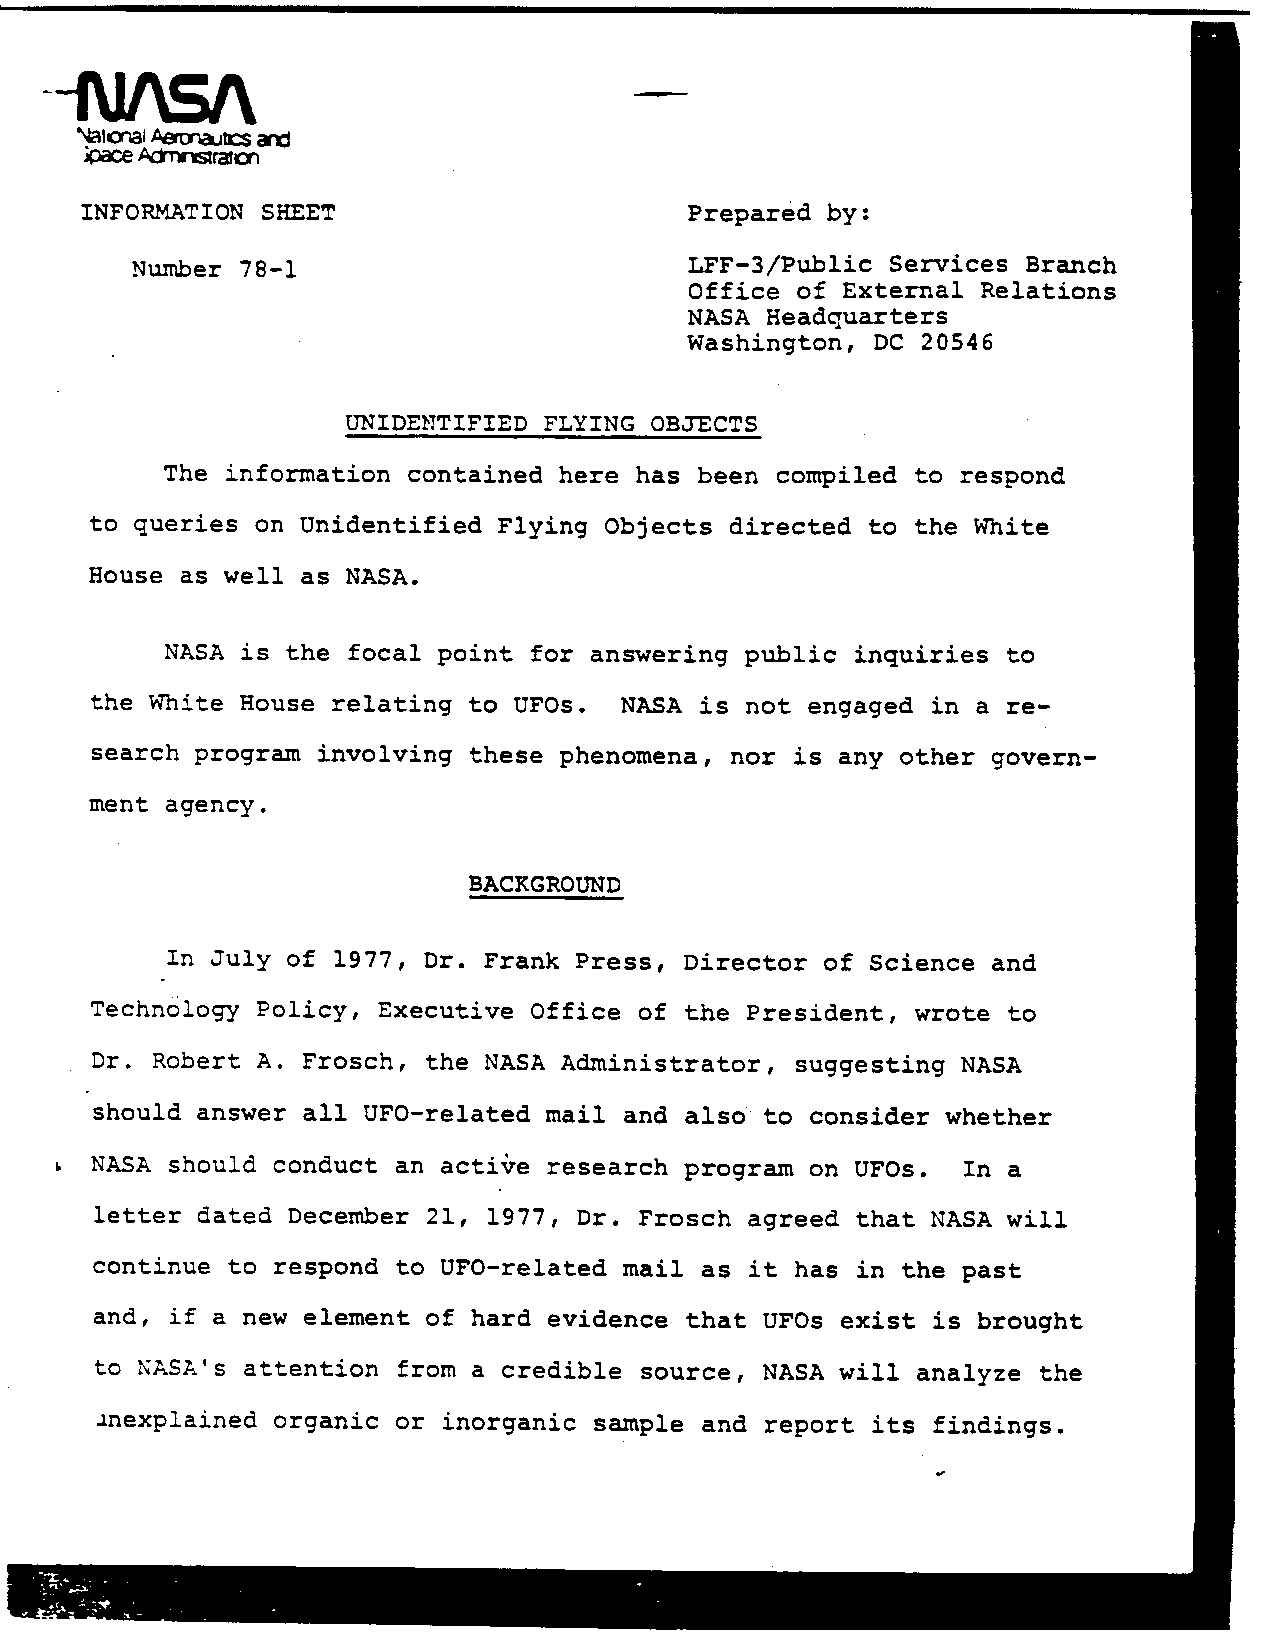 NASA
National Aeronautics and
Space Administration
INFORMATION SHEET
Number 78-1
Prepared by:
LFF-3/Public Services Branch
Office of External Relations
NASA Headquarters
Washington, DC 20546
UNIDENTIFIED FLYING OBJECTS
The information contained here has been compiled to respond
to queries on Unidentified Flying Objects directed to the White
House as well as NASA.
NASA is the focal point for answering public inquiries to
the White House relating to UFOs. NASA is not engaged in a re-
search program involving these phenomena, nor is any other govern-
ment agency.
BACKGROUND
In July of 1977, Dr. Frank Press, Director of Science and
Technology Policy, Executive Office of the President, wrote to
Dr. Robert A. Frosch, the NASA Administrator, suggesting NASA
should answer all UFO-related mail and also to consider whether
NASA should conduct an active research program on UFOs. In a
letter dated December 21, 1977, Dr. Frosch agreed that NASA will
continue to respond to UFO-related mail as it has in the past
and, if a new element of hard evidence that UFOs exist is brought
to NASA's attention from a credible source, NASA will analyze the
unexplained organic or inorganic sample and report its findings.